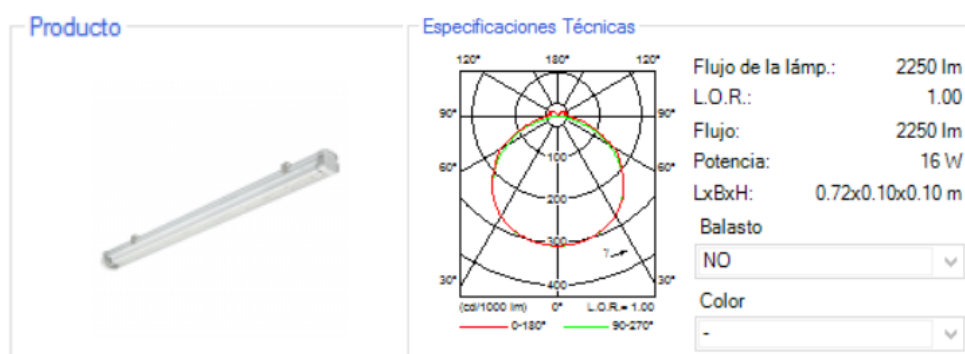 Producto
Especificaciones Técnicas
120° 180° 120°
90° 90°
60° 60°
100
200
300
30° 30°
400
(cd/1000 lm) 0° L.O.R.= 1.00
0-180° 90-270°
Flujo de la lámp.: 2250 lm
L.O.R.: 1.00
Flujo: 2250 lm
Potencia: 16 W
LxBxH: 0.72x0.10x0.10 m
Balasto
NO
Color
-